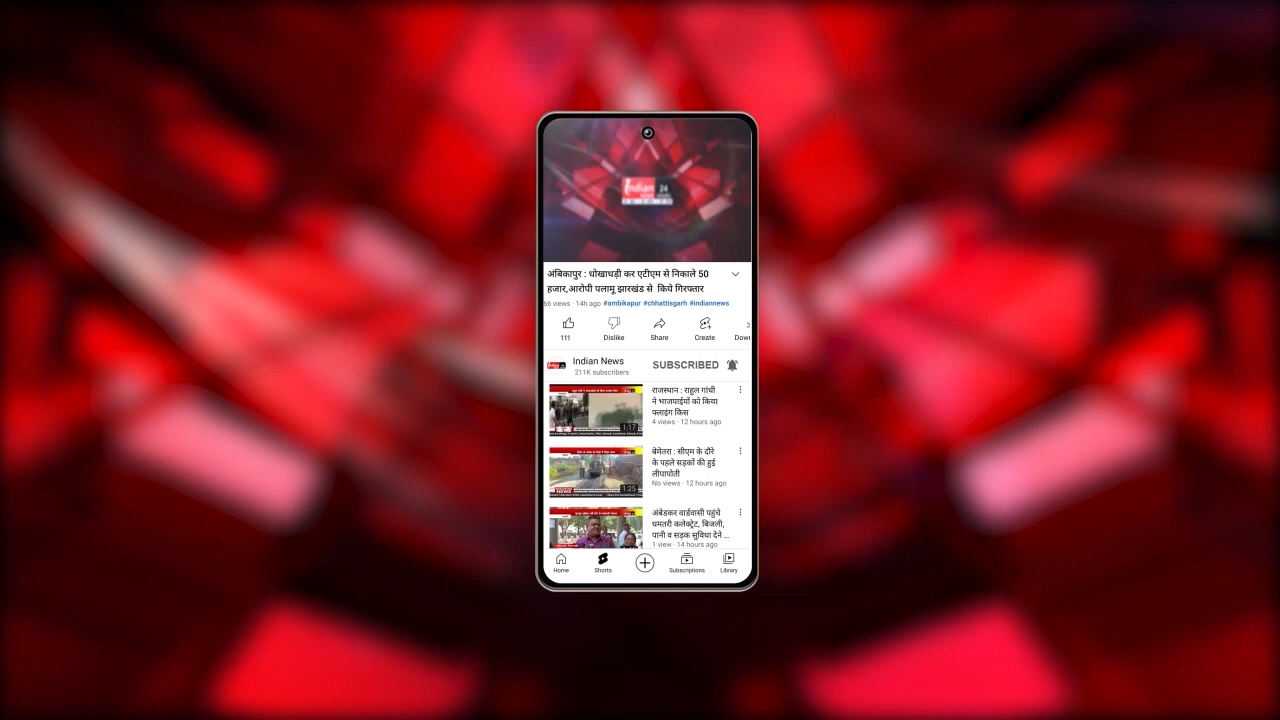 Indian 24
अंबिकापुर : धोखाधड़ी कर एटीएम से निकाले 50
हजार,आरोपी पलामू झारखंड से किये गिरफ्तार
66 views · 14h ago #ambikapur #chhattisgarh #indiannews
111 Dislike Share Create Down
Indian News
211K subscribers
SUBSCRIBED
राजस्थान : राहुल गांधी
ने भाजपाईयों को किया
फ्लाइंग किस
4 views · 12 hours ago
1:17
बेमेतरा : सीएम के दौरे
के पहले सड़कों की हुई
लीपापोती
No views · 12 hours ago
1:25
अंबेडकर वार्डवासी पहुंचे
धमतरी कलेक्ट्रेट, बिजली,
पानी व सड़क सुविधा देने ...
1 view · 14 hours ago
Home Shorts Subscriptions Library